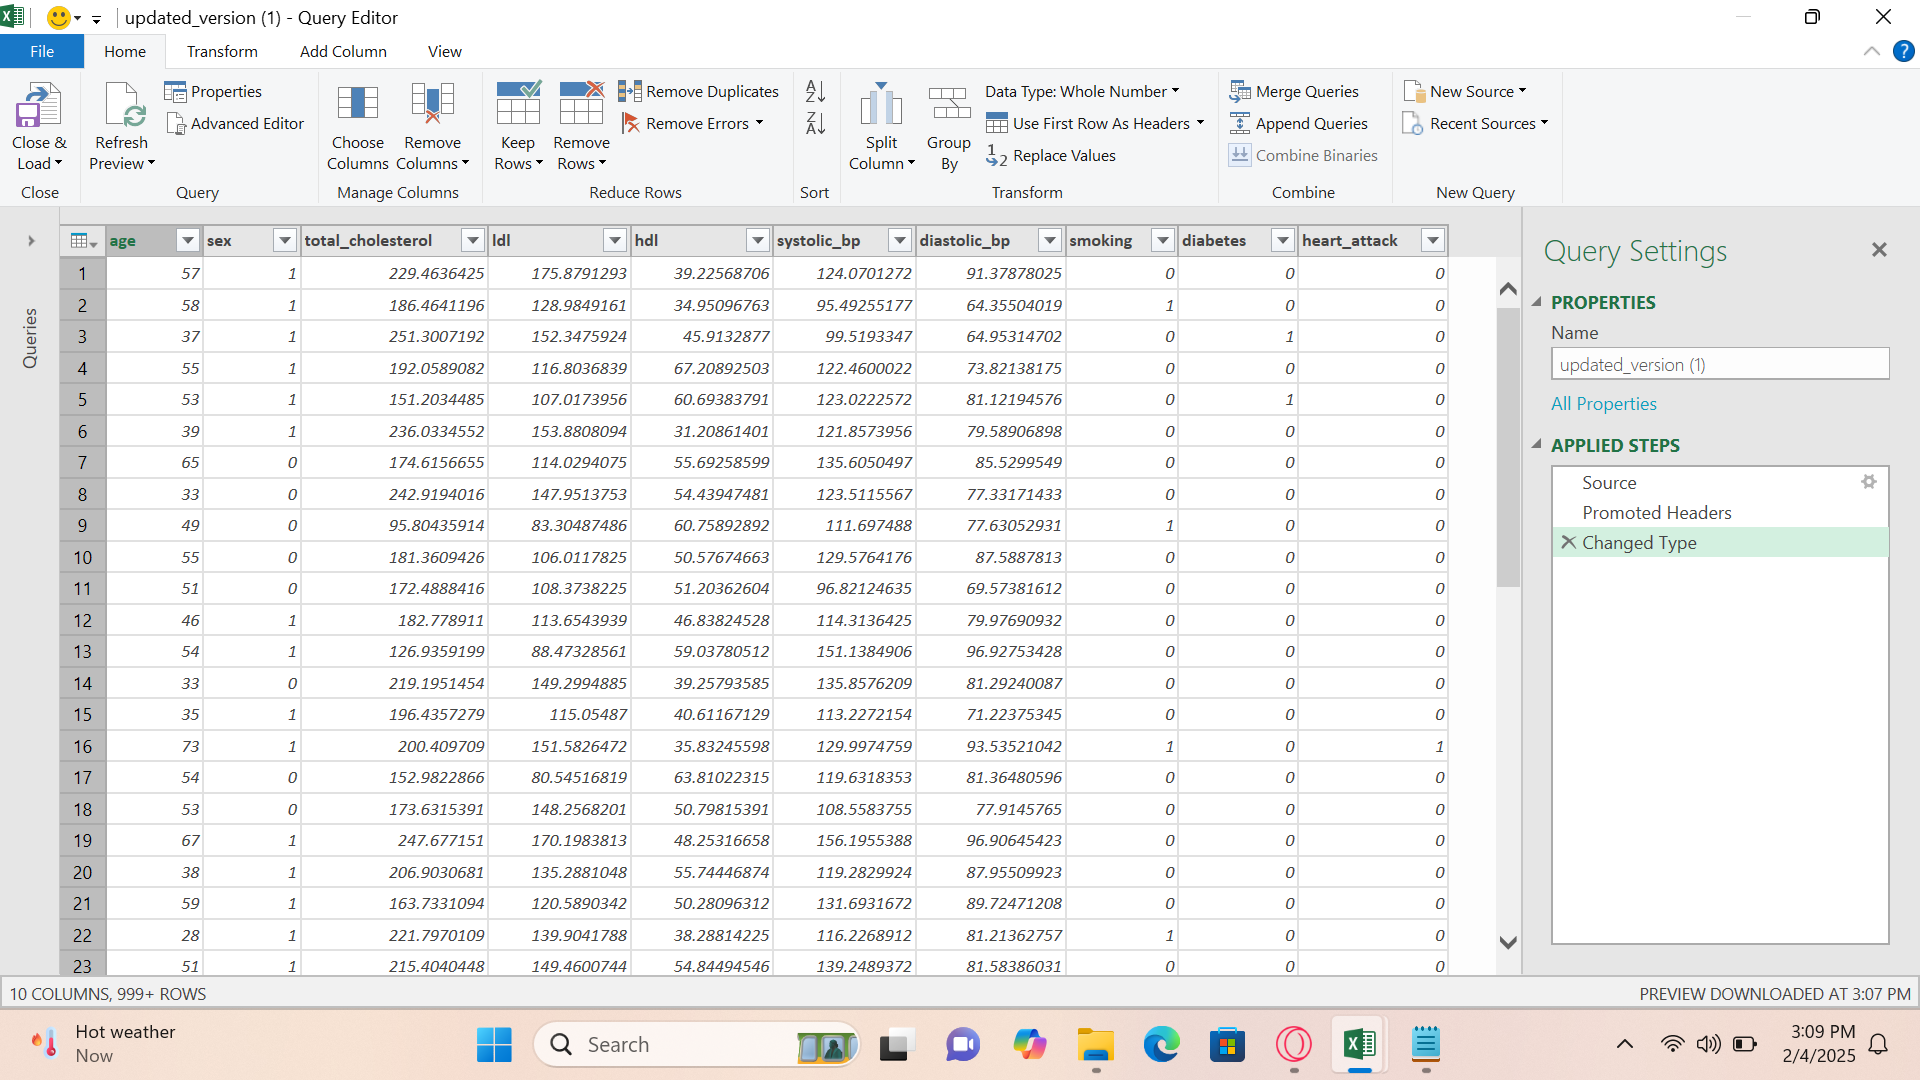 updated_version (1) - Query Editor
File Home Transform Add Column View
Close & Load
Close
Refresh Preview
Properties
Advanced Editor
Query
Choose Columns
Remove Columns
Manage Columns
Keep Rows
Remove Rows
Remove Duplicates
Remove Errors
Reduce Rows
A Z
Z A
Sort
Split Column
Group By
Data Type: Whole Number
Use First Row As Headers
1 2 Replace Values
Transform
Merge Queries
Append Queries
Combine Binaries
Combine
New Source
Recent Sources
New Query
Queries
age sex total_cholesterol ldl hdl systolic_bp diastolic_bp smoking diabetes heart_attack
1 57 1 229.4636425 175.8791293 39.22568706 124.0701272 91.37878025 0 0 0
2 58 1 186.4641196 128.9849161 34.95096763 95.49255177 64.35504019 1 0 0
3 37 1 251.3007192 152.3475924 45.9132877 99.5193347 64.95314702 0 1 0
4 55 1 192.0589082 116.8036839 67.20892503 122.4600022 73.82138175 0 0 0
5 53 1 151.2034485 107.0173956 60.69383791 123.0222572 81.12194576 0 1 0
6 39 1 236.0334552 153.8808094 31.20861401 121.8573956 79.58906898 0 0 0
7 65 0 174.6156655 114.0294075 55.69258599 135.6050497 85.5299549 0 0 0
8 33 0 242.9194016 147.9513753 54.43947481 123.5115567 77.33171433 0 0 0
9 49 0 95.80435914 83.30487486 60.75892892 111.697488 77.63052931 1 0 0
10 55 0 181.3609426 106.0117825 50.57674663 129.5764176 87.5887813 0 0 0
11 51 0 172.4888416 108.3738225 51.20362604 96.82124635 69.57381612 0 0 0
12 46 1 182.778911 113.6543939 46.83824528 114.3136425 79.97690932 0 0 0
13 54 1 126.9359199 88.47328561 59.03780512 151.1384906 96.92753428 0 0 0
14 33 0 219.1951454 149.2994885 39.25793585 135.8576209 81.29240087 0 0 0
15 35 1 196.4357279 115.05487 40.61167129 113.2272154 71.22375345 0 0 0
16 73 1 200.409709 151.5826472 35.83245598 129.9974759 93.53521042 1 0 1
17 54 0 152.9822866 80.54516819 63.81022315 119.6318353 81.36480596 0 0 0
18 53 0 173.6315391 148.2568201 50.79815391 108.5583755 77.9145765 0 0 0
19 67 1 247.677151 170.1983813 48.25316658 156.1955388 96.90645423 0 0 0
20 38 1 206.9030681 135.2881048 55.74446874 119.2829924 87.95509923 0 0 0
21 59 1 163.7331094 120.5890342 50.28096312 131.6931672 89.72471208 0 0 0
22 28 1 221.7970109 139.9041788 38.28814225 116.2268912 81.21362757 1 0 0
23 51 1 215.4040448 149.4600744 54.84494546 139.2489372 81.58386031 0 0 0
Query Settings
PROPERTIES
Name
updated_version (1)
All Properties
APPLIED STEPS
Source
Promoted Headers
Changed Type
10 COLUMNS, 999+ ROWS
PREVIEW DOWNLOADED AT 3:07 PM
Hot weather
Now
Search
3:09 PM
2/4/2025